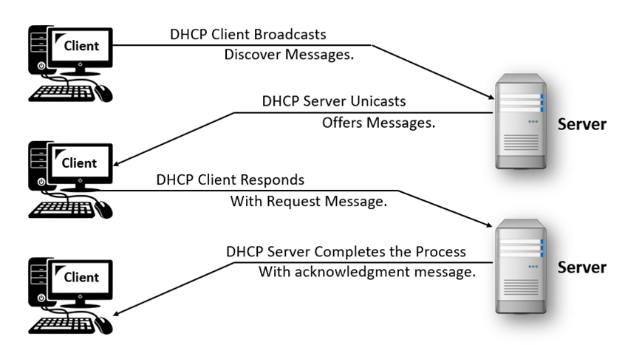 Client
DHCP Client Broadcasts
Discover Messages.
DHCP Server Unicasts
Offers Messages.
Server
Client
DHCP Client Responds
With Request Message.
DHCP Server Completes the Process
With acknowledgment message.
Server
Client